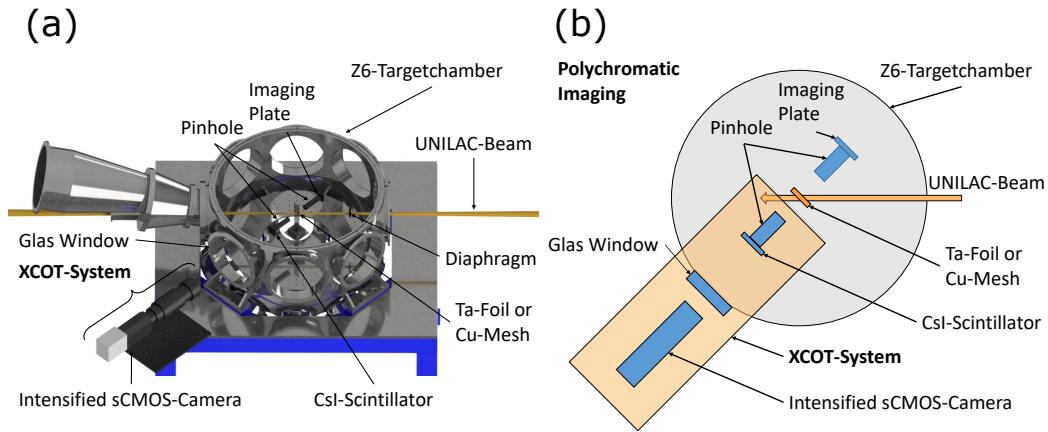 (a)
Z6-Targetchamber
Imaging
Plate
Pinhole
UNILAC-Beam
Glas Window
XCOT-System
Diaphragm
Ta-Foil or
Cu-Mesh
Intensified sCMOS-Camera
CsI-Scintillator
(b)
Polychromatic
Imaging
Z6-Targetchamber
Imaging
Plate
Pinhole
UNILAC-Beam
Glas Window
Ta-Foil or
Cu-Mesh
CsI-Scintillator
XCOT-System
Intensified sCMOS-Camera